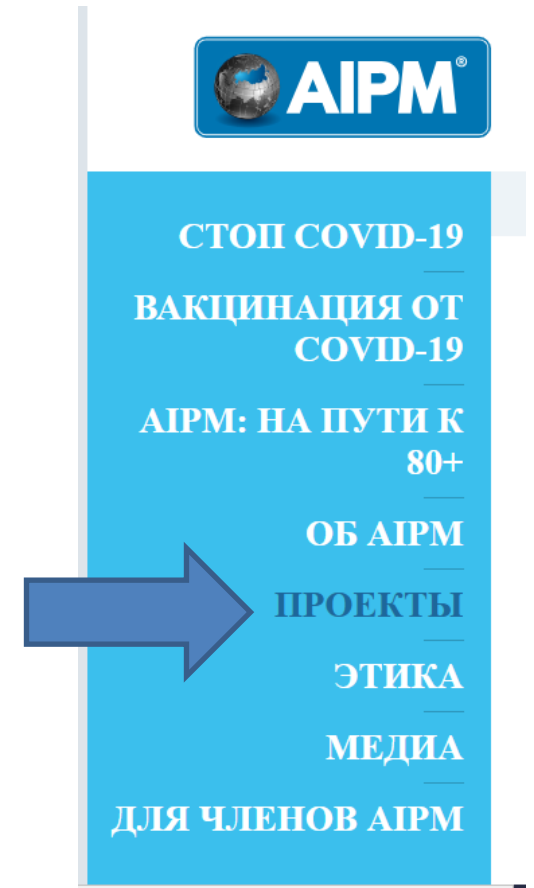 AIPM®
СТОП COVID-19
ВАКЦИНАЦИЯ ОТ
COVID-19
AIPM: НА ПУТИ К
80+
ОБ AIPM
ПРОЕКТЫ
ЭТИКА
МЕДИА
ДЛЯ ЧЛЕНОВ AIPM